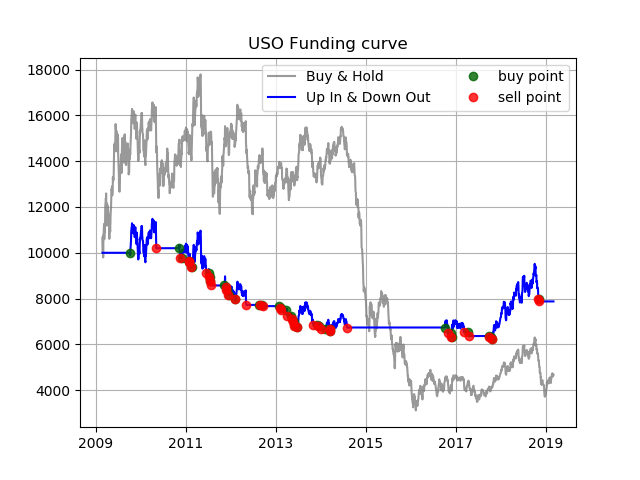 USO Funding curve
18000
16000
14000
12000
10000
8000
6000
4000
Buy & Hold
Up In & Down Out
buy point
sell point
2009 2011 2013 2015 2017 2019